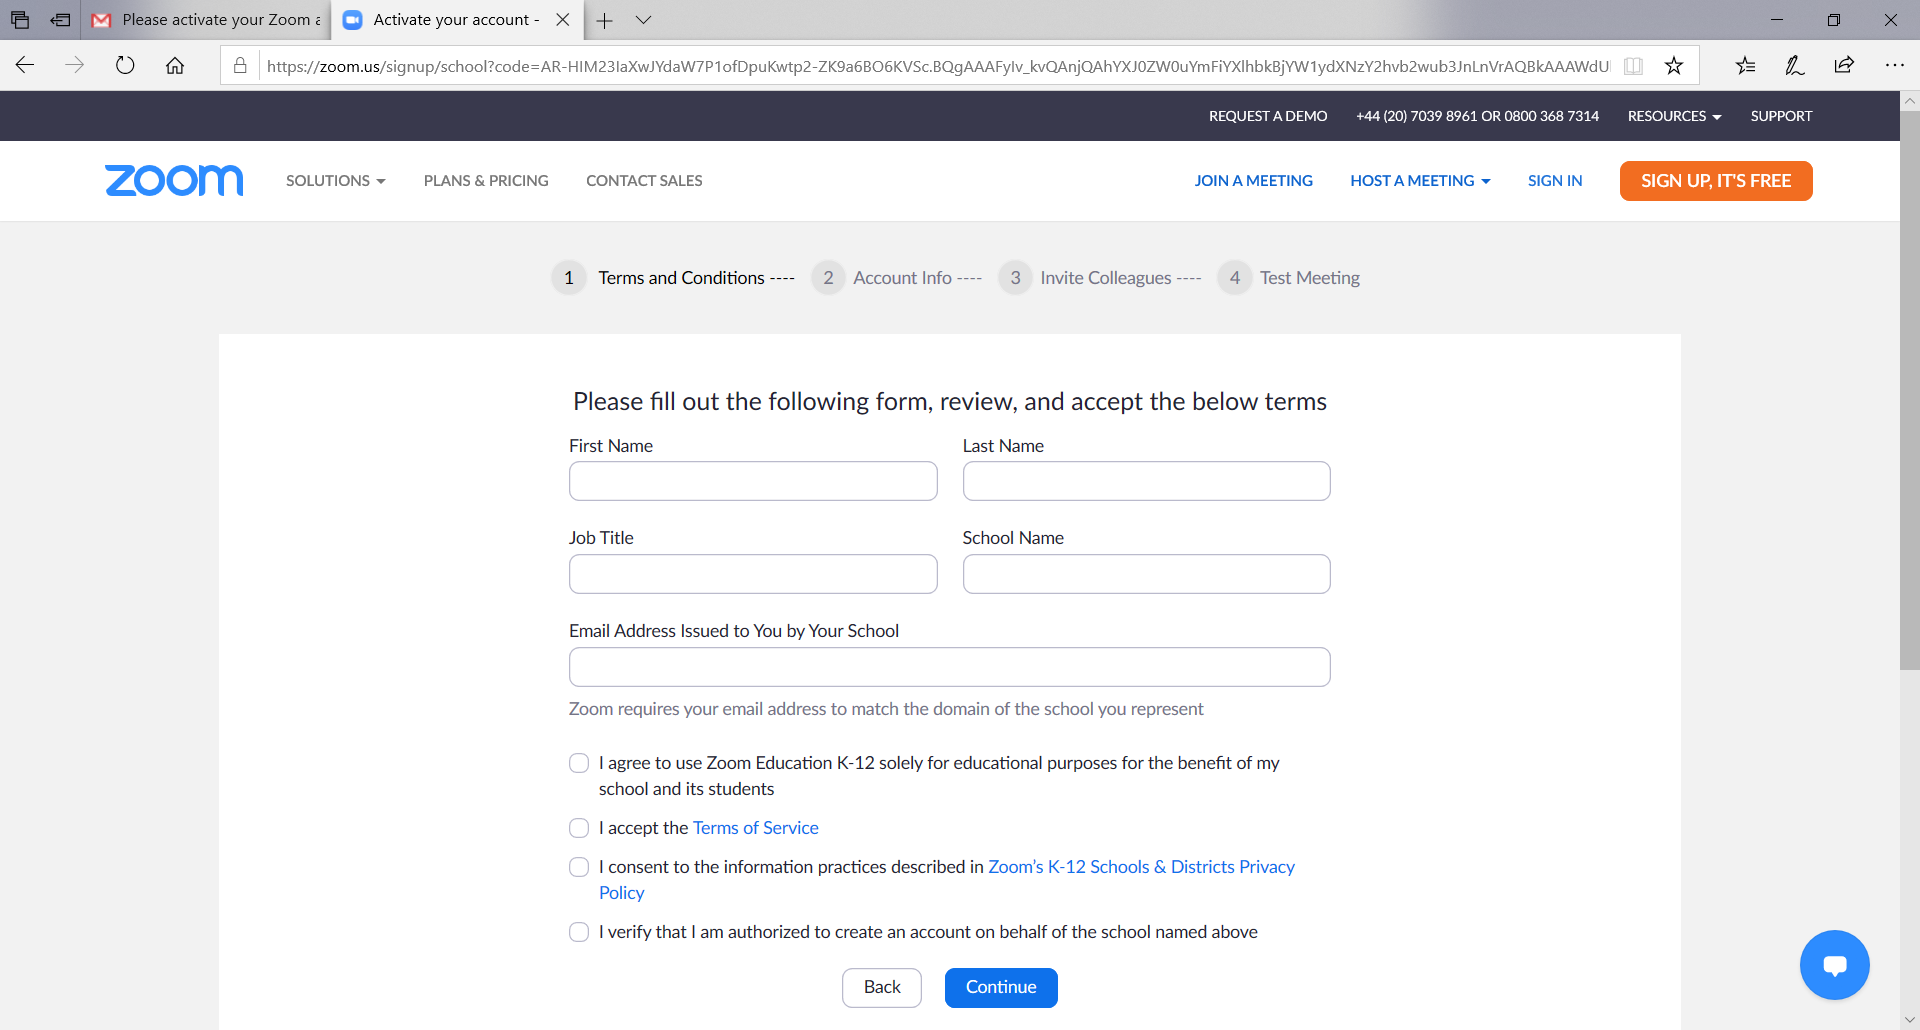 Please activate your Zoom a
Activate your account -
https://zoom.us/signup/school?code=AR-HIM23IaXwJYdaW7P1ofDpuKwtp2-ZK9a6BO6KVSc.BQgAAAFyIv_kvQAnjQAhYXJ0ZW0uYmFiYXlhbkBjYW1ydXNzY2hvb2wub3JnLnVrAQBkAAAWdU
REQUEST A DEMO +44 (20) 7039 8961 OR 0800 368 7314 RESOURCES SUPPORT
zoom SOLUTIONS PLANS & PRICING CONTACT SALES JOIN A MEETING HOST A MEETING SIGN IN SIGN UP, IT'S FREE
1 Terms and Conditions ---- 2 Account Info ---- 3 Invite Colleagues ---- 4 Test Meeting
Please fill out the following form, review, and accept the below terms
First Name Last Name
Job Title School Name
Email Address Issued to You by Your School
Zoom requires your email address to match the domain of the school you represent
I agree to use Zoom Education K-12 solely for educational purposes for the benefit of my
school and its students
I accept the Terms of Service
I consent to the information practices described in Zoom's K-12 Schools & Districts Privacy
Policy
I verify that I am authorized to create an account on behalf of the school named above
Back Continue